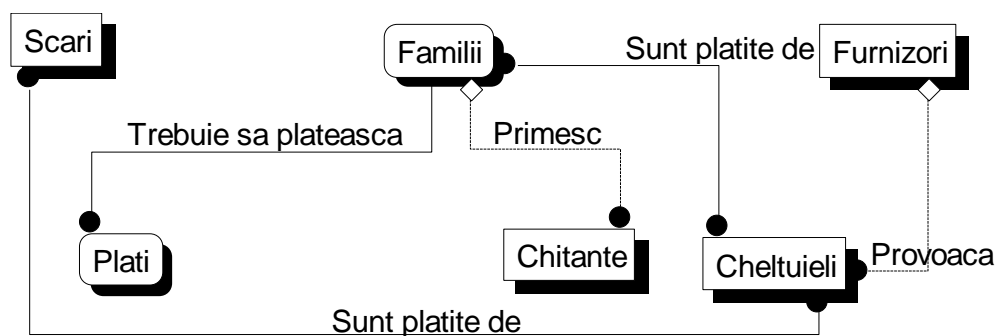 Scari
Familii
Sunt platite de
Furnizori
Trebuie sa plateasca
Primesc
Plati
Chitante
Cheltuieli
Provoaca
Sunt platite de